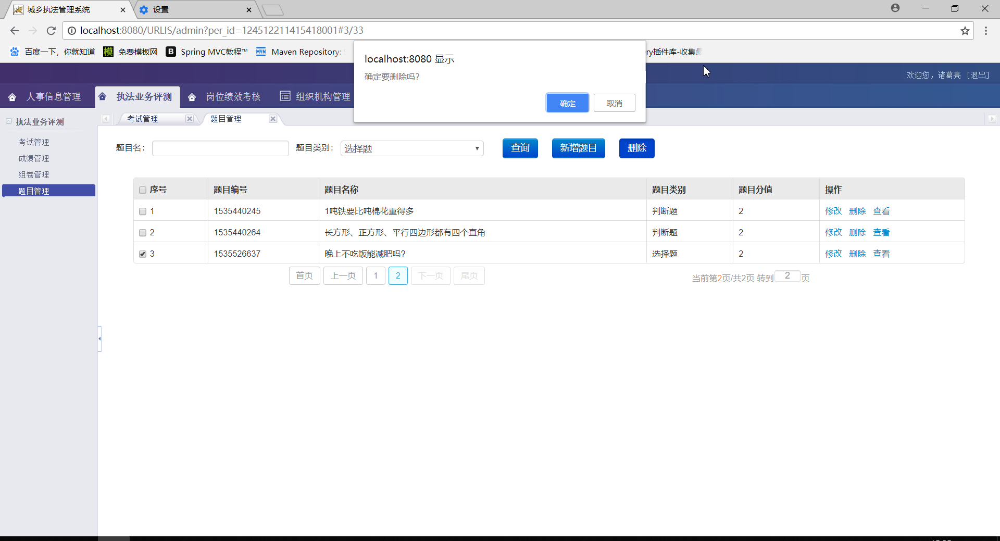 城乡执法管理系统
设置
localhost:8080/URLIS/admin?per_id=124512211415418001#3/33
百度一下，你就知道
模
免费模板网
B
Spring MVC教程™
MVN
Maven Repository:
ry插件库-收集
localhost:8080 显示
确定要删除吗?
确定
取消
欢迎您，诸葛亮 [退出]
人事信息管理
执法业务评测
岗位绩效考核
组织机构管理
执法业务评测
考试管理
成绩管理
组卷管理
题目管理
考试管理
题目管理
题目名：
题目类别：
选择题
查询
新增题目
删除
序号 题目编号 题目名称 题目类别 题目分值 操作
1 1535440245 1吨铁要比吨棉花重得多 判断题 2 修改 删除 查看
2 1535440264 长方形、正方形、平行四边形都有四个直角 判断题 2 修改 删除 查看
3 1535526637 晚上不吃饭能减肥吗? 选择题 2 修改 删除 查看
首页 上一页 1 2 下一页 尾页
当前第2页/共2页 转到 2 页